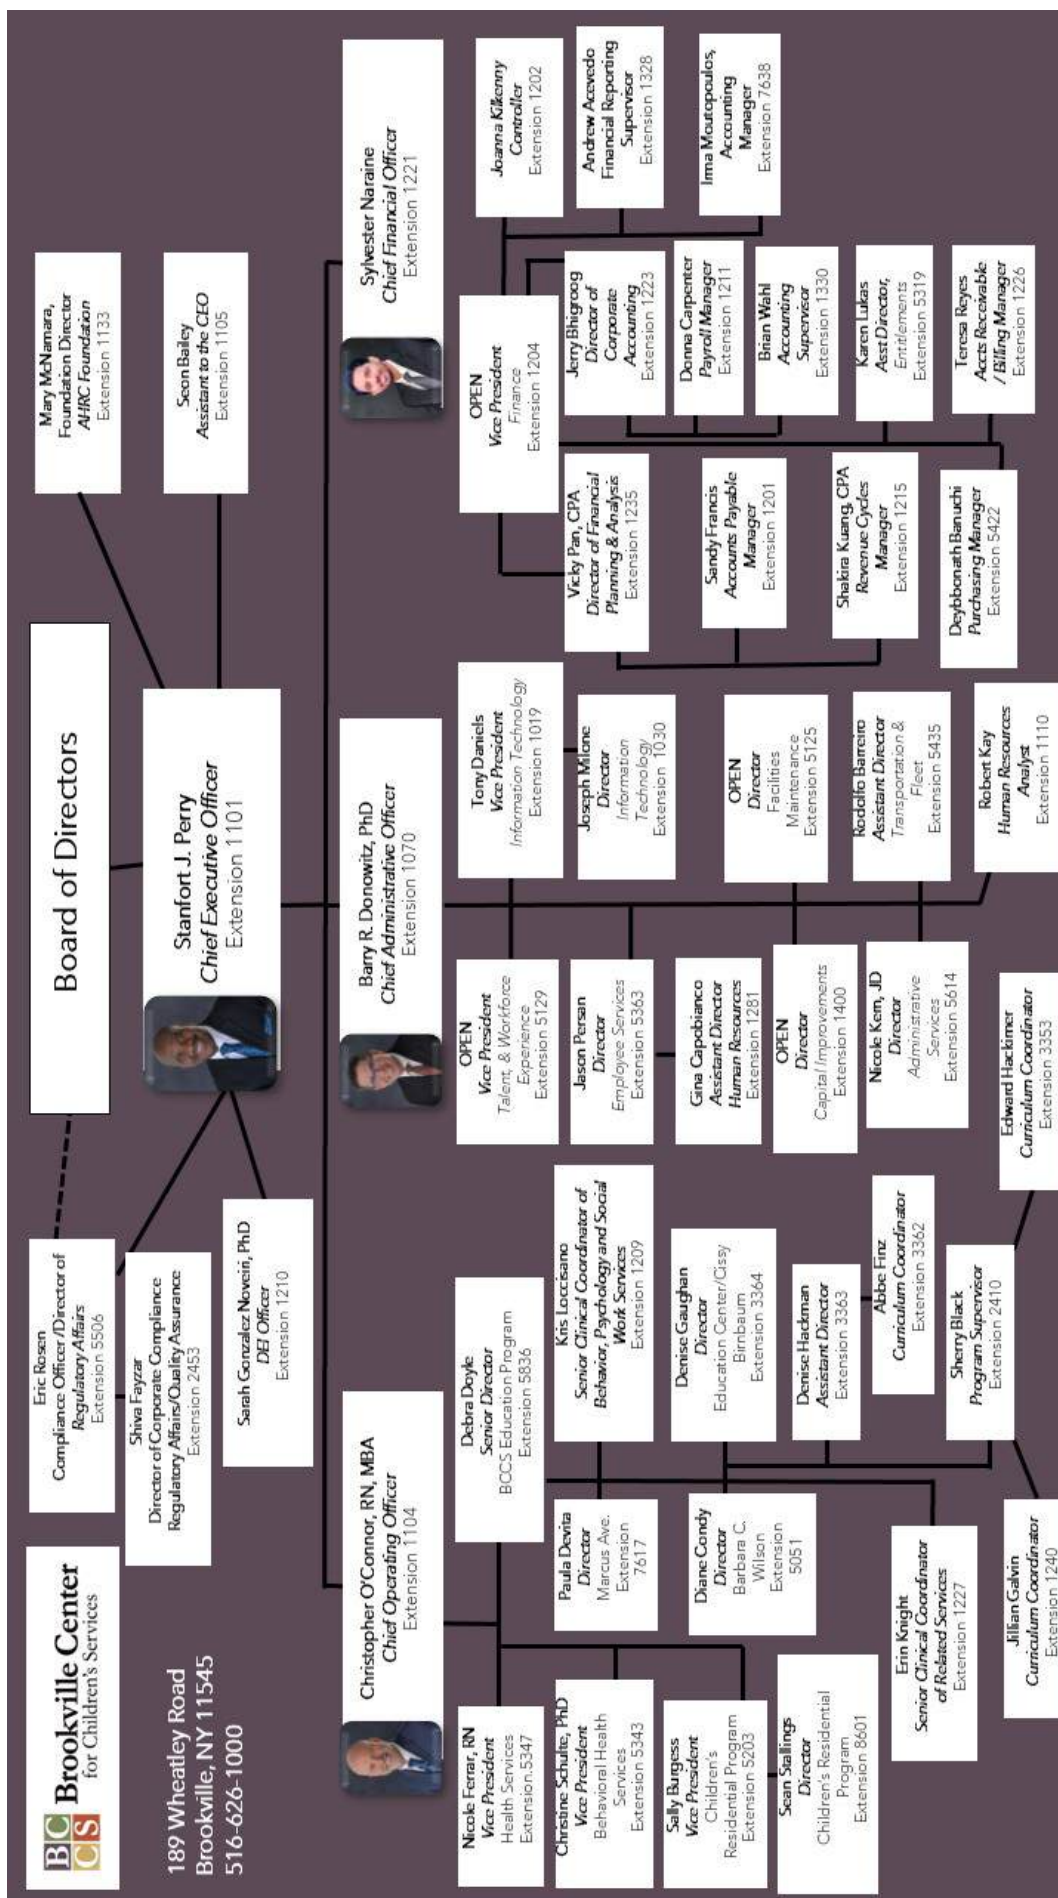 BC
CS
Brookville Center
for Children's Services
189 Wheatley Road
Brookville, NY 11545
516-626-1000
Board of Directors
Eric Rosen
Compliance Officer /Director of
Regulatory Affairs
Extension 5506
Shiva Fayzar
Director of Corporate Compliance
Regulatory Affairs/Quality Assurance
Extension 2453
Sarah Gonzalez Noveiri, PhD
DEI Officer
Extension 1210
Stanfort J. Perry
Chief Executive Officer
Extension 1101
Mary McNamara,
Foundation Director
AHRC Foundation
Extension 1133
Seon Bailey
Assistant to the CEO
Extension 1105
Christopher O'Connor, RN, MBA
Chief Operating Officer
Extension 1104
Barry R. Donowitz, PhD
Chief Administrative Officer
Extension 1070
Sylvester Naraine
Chief Financial Officer
Extension 1221
Nicole Ferrar, RN
Vice President
Health Services
Extension.5347
Christine Schulte, PhD
Vice President
Behavioral Health
Services
Extension 5343
Sally Burgess
Vice President
Children's
Residential Program
Extension 5203
Sean Stallings
Director
Children's Residential
Program
Extension 8601
Debra Doyle
Senior Director
BCCS Education Program
Extension 5836
Paula Devita
Director
Marcus Ave.
Extension
7617
Kris Loccisano
Senior Clinical Coordinator of
Behavior, Psychology and Social
Work Services
Extension 1209
Diane Condy
Director
Barbara C.
Wilson
Extension
5051
Denise Gaughan
Director
Education Center/Cissy
Birnbaum
Extension 3364
Denise Hackman
Assistant Director
Extension 3363
Abbe Finz
Curriculum Coordinator
Extension 3362
Erin Knight
Senior Clinical Coordinator
of Related Services
Extension 1227
Sherry Black
Program Supervisor
Extension 2410
Jillian Galvin
Curriculum Coordinator
Extension 1240
Edward Hackimer
Curriculum Coordinator
Extension 3353
OPEN
Vice President
Talent, & Workforce
Experience
Extension 5129
Tony Daniels
Vice President
Information Technology
Extension 1019
Jason Persan
Director
Employee Services
Extension 5363
Joseph Milone
Director
Information
Technology
Extension 1030
Gina Capobianco
Assistant Director
Human Resources
Extension 1281
OPEN
Director
Capital Improvements
Extension 1400
OPEN
Director
Facilities
Maintenance
Extension 5125
Nicole Kern, JD
Director
Administrative
Services
Extension 5614
Rodolfo Barreiro
Assistant Director
Transportation &
Fleet
Extension 5435
Robert Kay
Human Resources
Analyst
Extension 1110
OPEN
Vice President
Finance
Extension 1204
Joanna Kilkenny
Controller
Extension 1202
Andrew Acevedo
Financial Reporting
Supervisor
Extension 1328
Irma Moutopoulos,
Accounting
Manager
Extension 7638
Vicky Pan, CPA
Director of Financial
Planning & Analysis
Extension 1235
Jerry Bhigroog
Director of
Corporate
Accounting
Extension 1223
Sandy Francis
Accounts Payable
Manager
Extension 1201
Donna Carpenter
Payroll Manager
Extension 1211
Brian Wahl
Accounting
Supervisor
Extension 1330
Shakira Kuang, CPA
Revenue Cycles
Manager
Extension 1215
Karen Lukas
Asst Director,
Entitlements
Extension 5319
Deybbonath Banuchi
Purchasing Manager
Extension 5422
Teresa Reyes
Accts Receivable
/ Billing Manager
Extension 1226